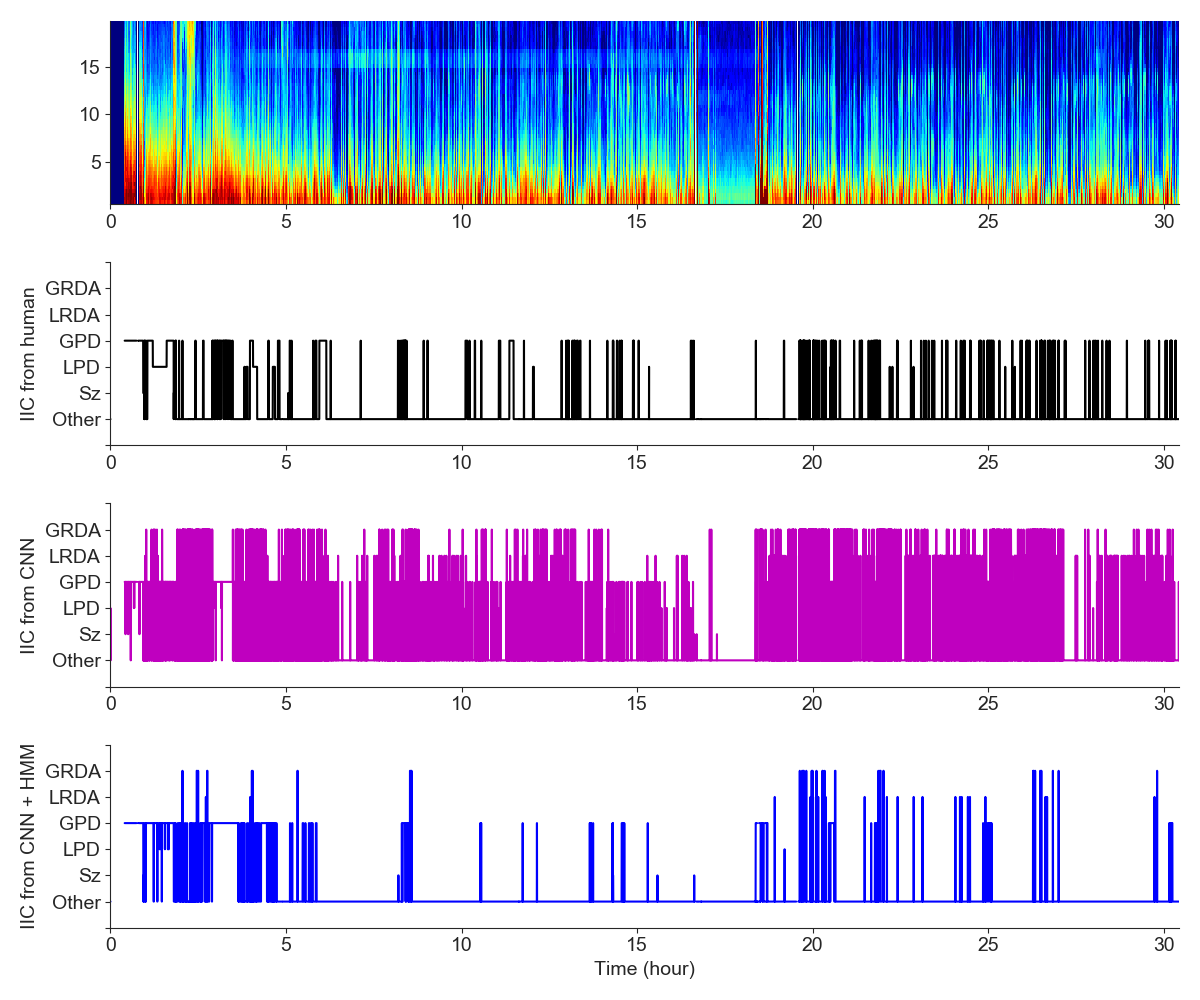 15
10
5
0 5 10 15 20 25 30
IIC from human
GRDA
LRDA
GPD
LPD
Sz
Other
0 5 10 15 20 25 30
IIC from CNN
GRDA
LRDA
GPD
LPD
Sz
Other
0 5 10 15 20 25 30
IIC from CNN + HMM
GRDA
LRDA
GPD
LPD
Sz
Other
0 5 10 15 20 25 30
Time (hour)